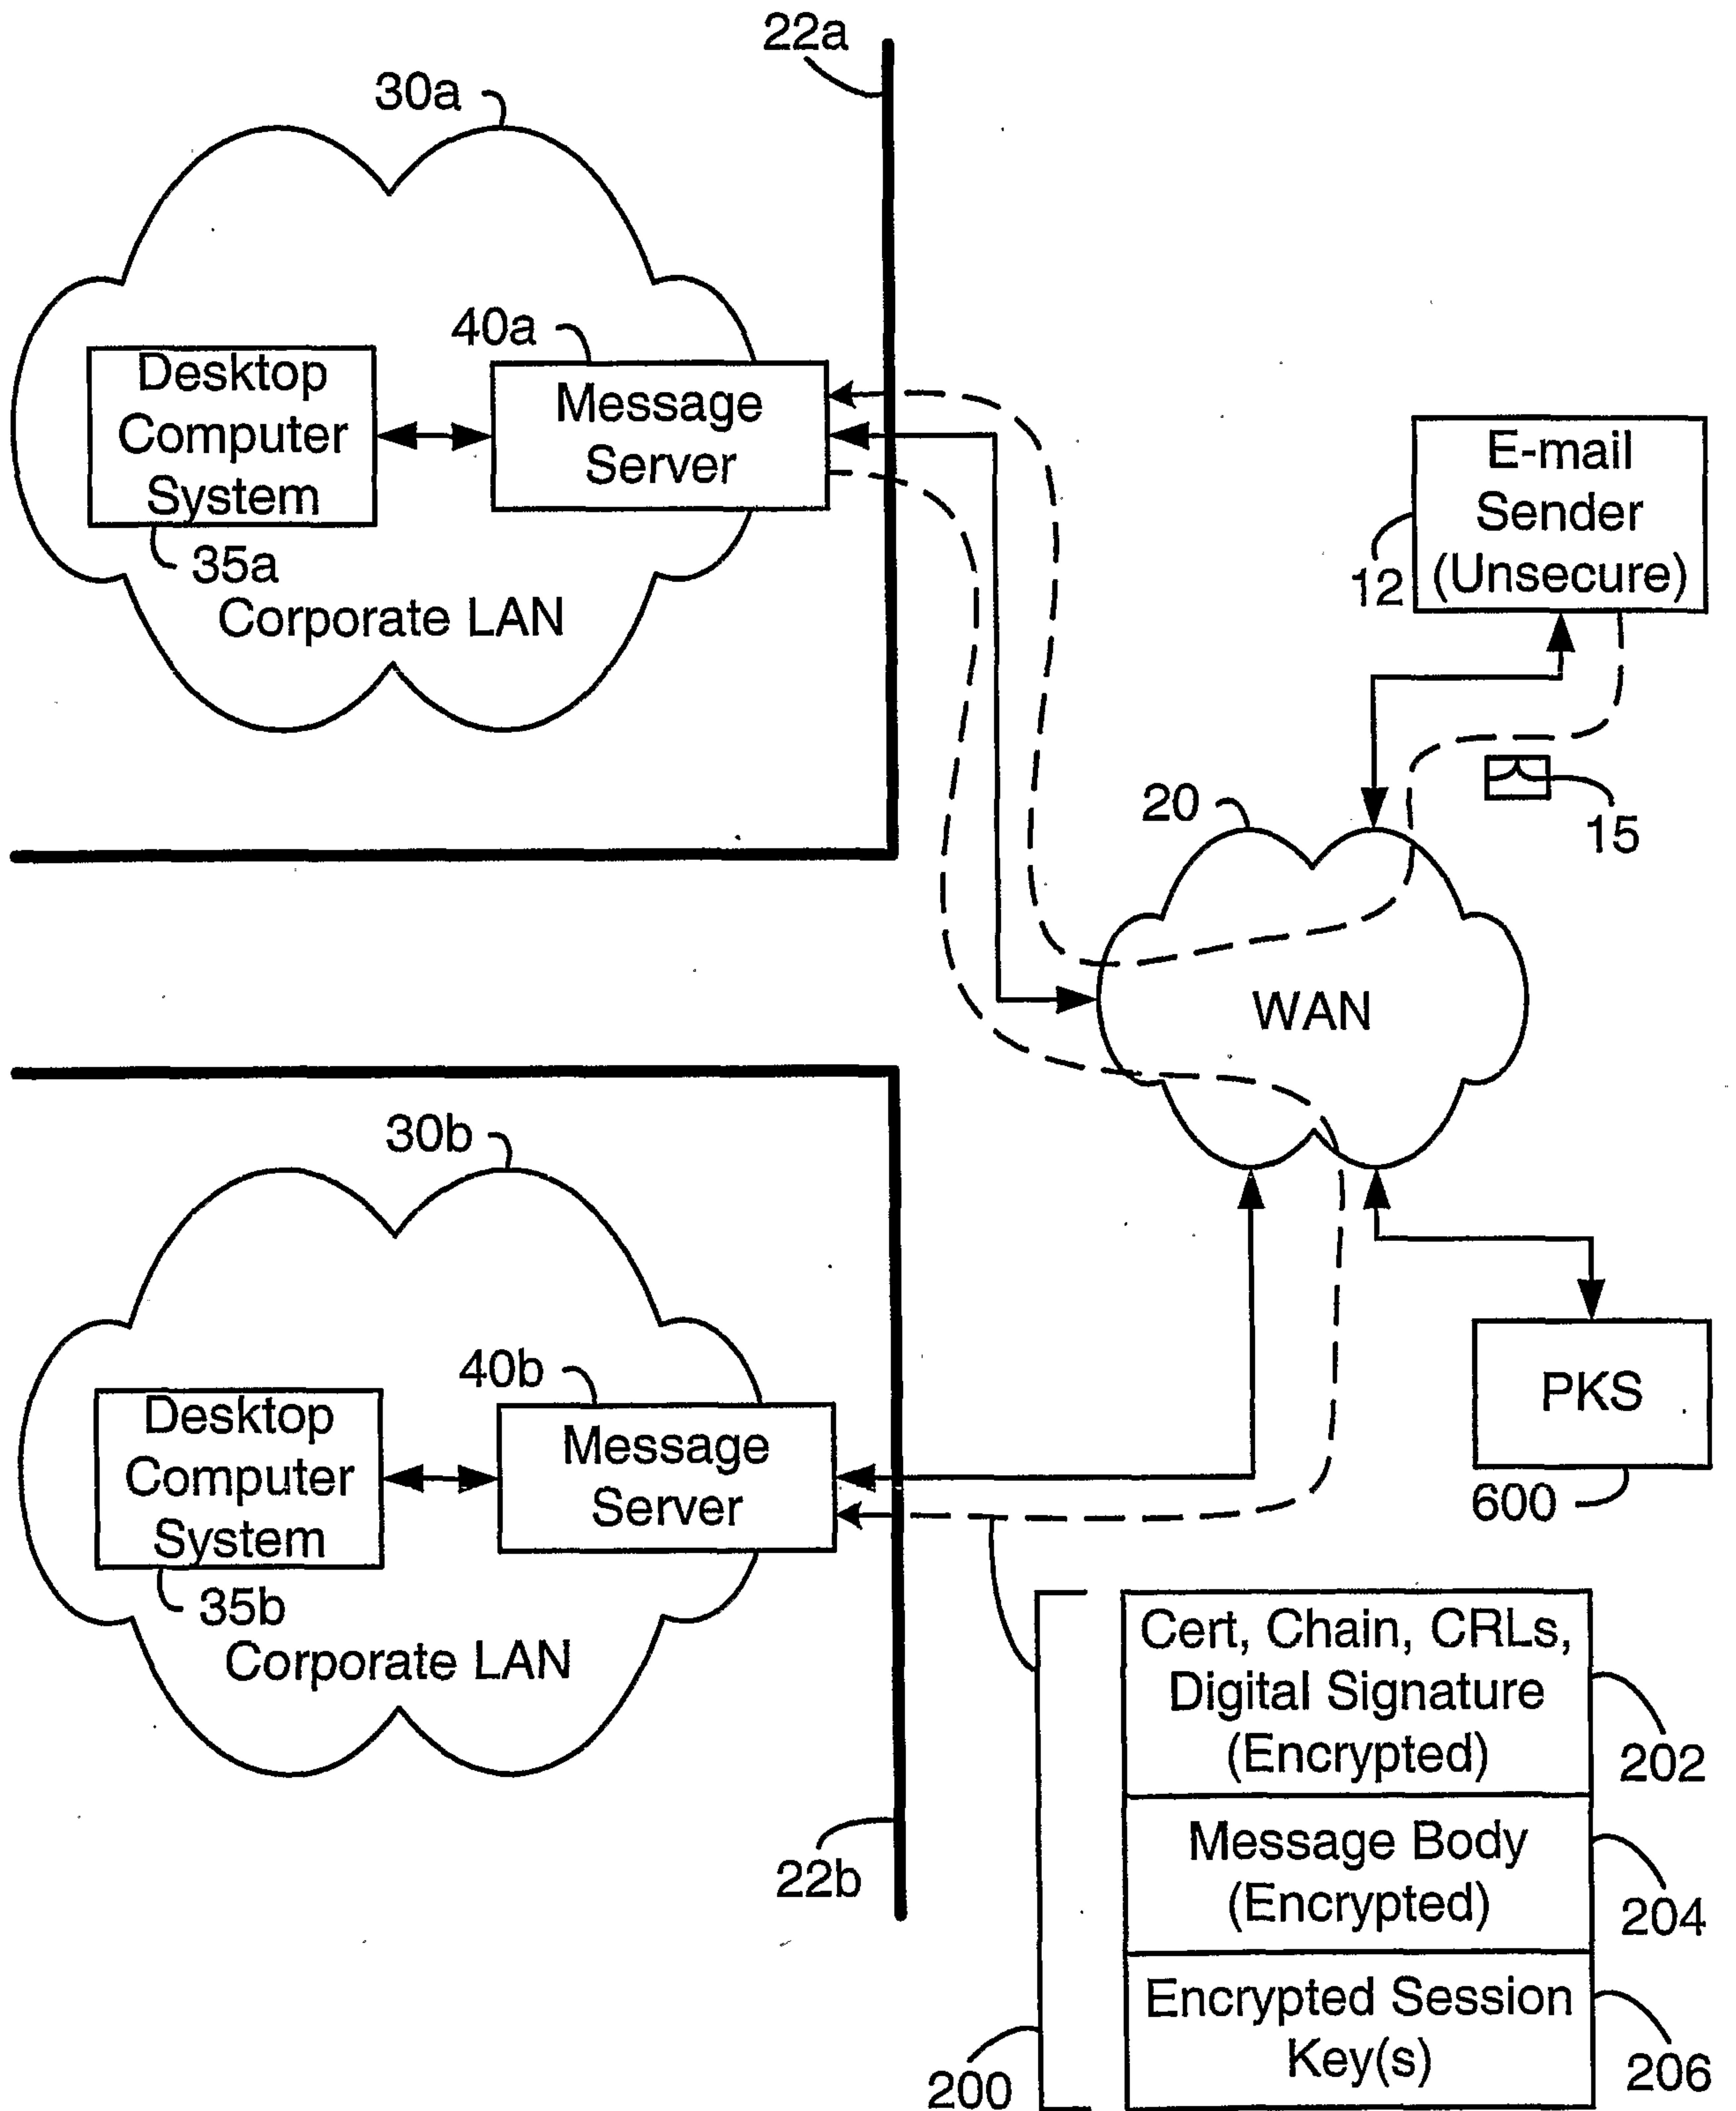 22a
30a
40a
Desktop
Computer
System
Message
Server
35a
Corporate LAN
E-mail
Sender
(Unsecure)
12
15
20
WAN
30b
40b
Desktop
Computer
System
Message
Server
35b
Corporate LAN
22b
PKS
600
Cert, Chain, CRLs,
Digital Signature
(Encrypted)
202
Message Body
(Encrypted)
204
Encrypted Session
Key(s)
206
200